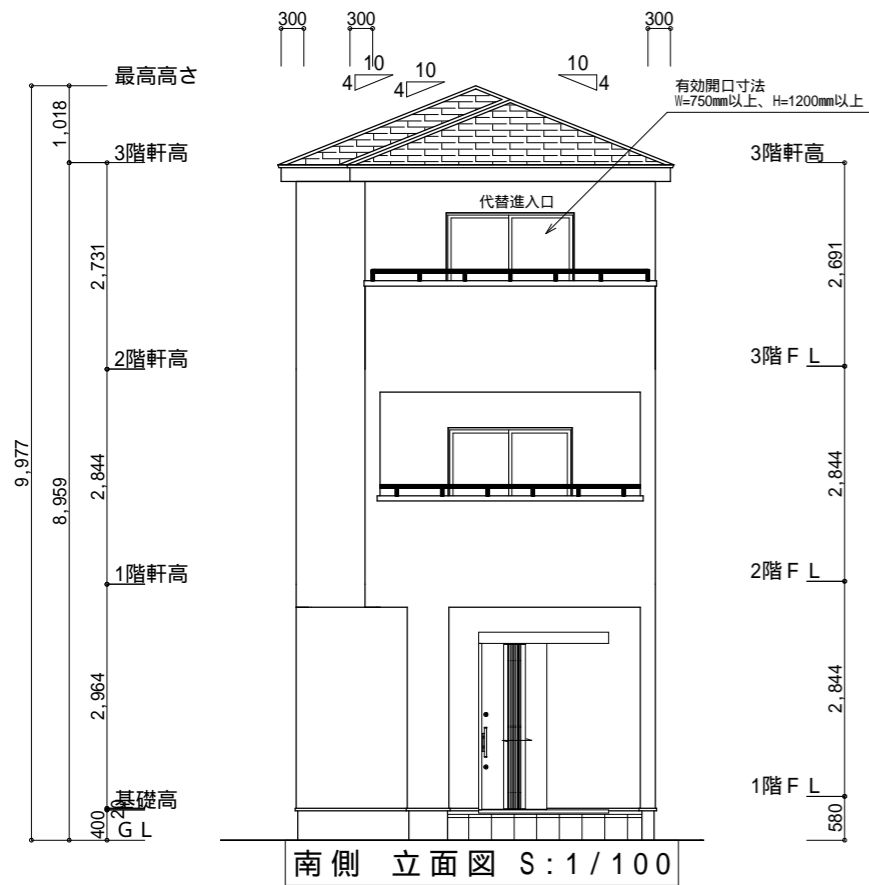 300
300
300
10
4
10
4
10
4
最高高さ
有効開口寸法
W=750mm以上、H=1200mm以上
1,018
3階軒高
3階軒高
代替進入口
2,731
2,691
2階軒高
3階ＦＬ
9,977
8,959
2,844
2,844
1階軒高
2階ＦＬ
2,964
2,844
基礎高
1階ＦＬ
20
400
580
ＧＬ
南側 立面図 S:1/100